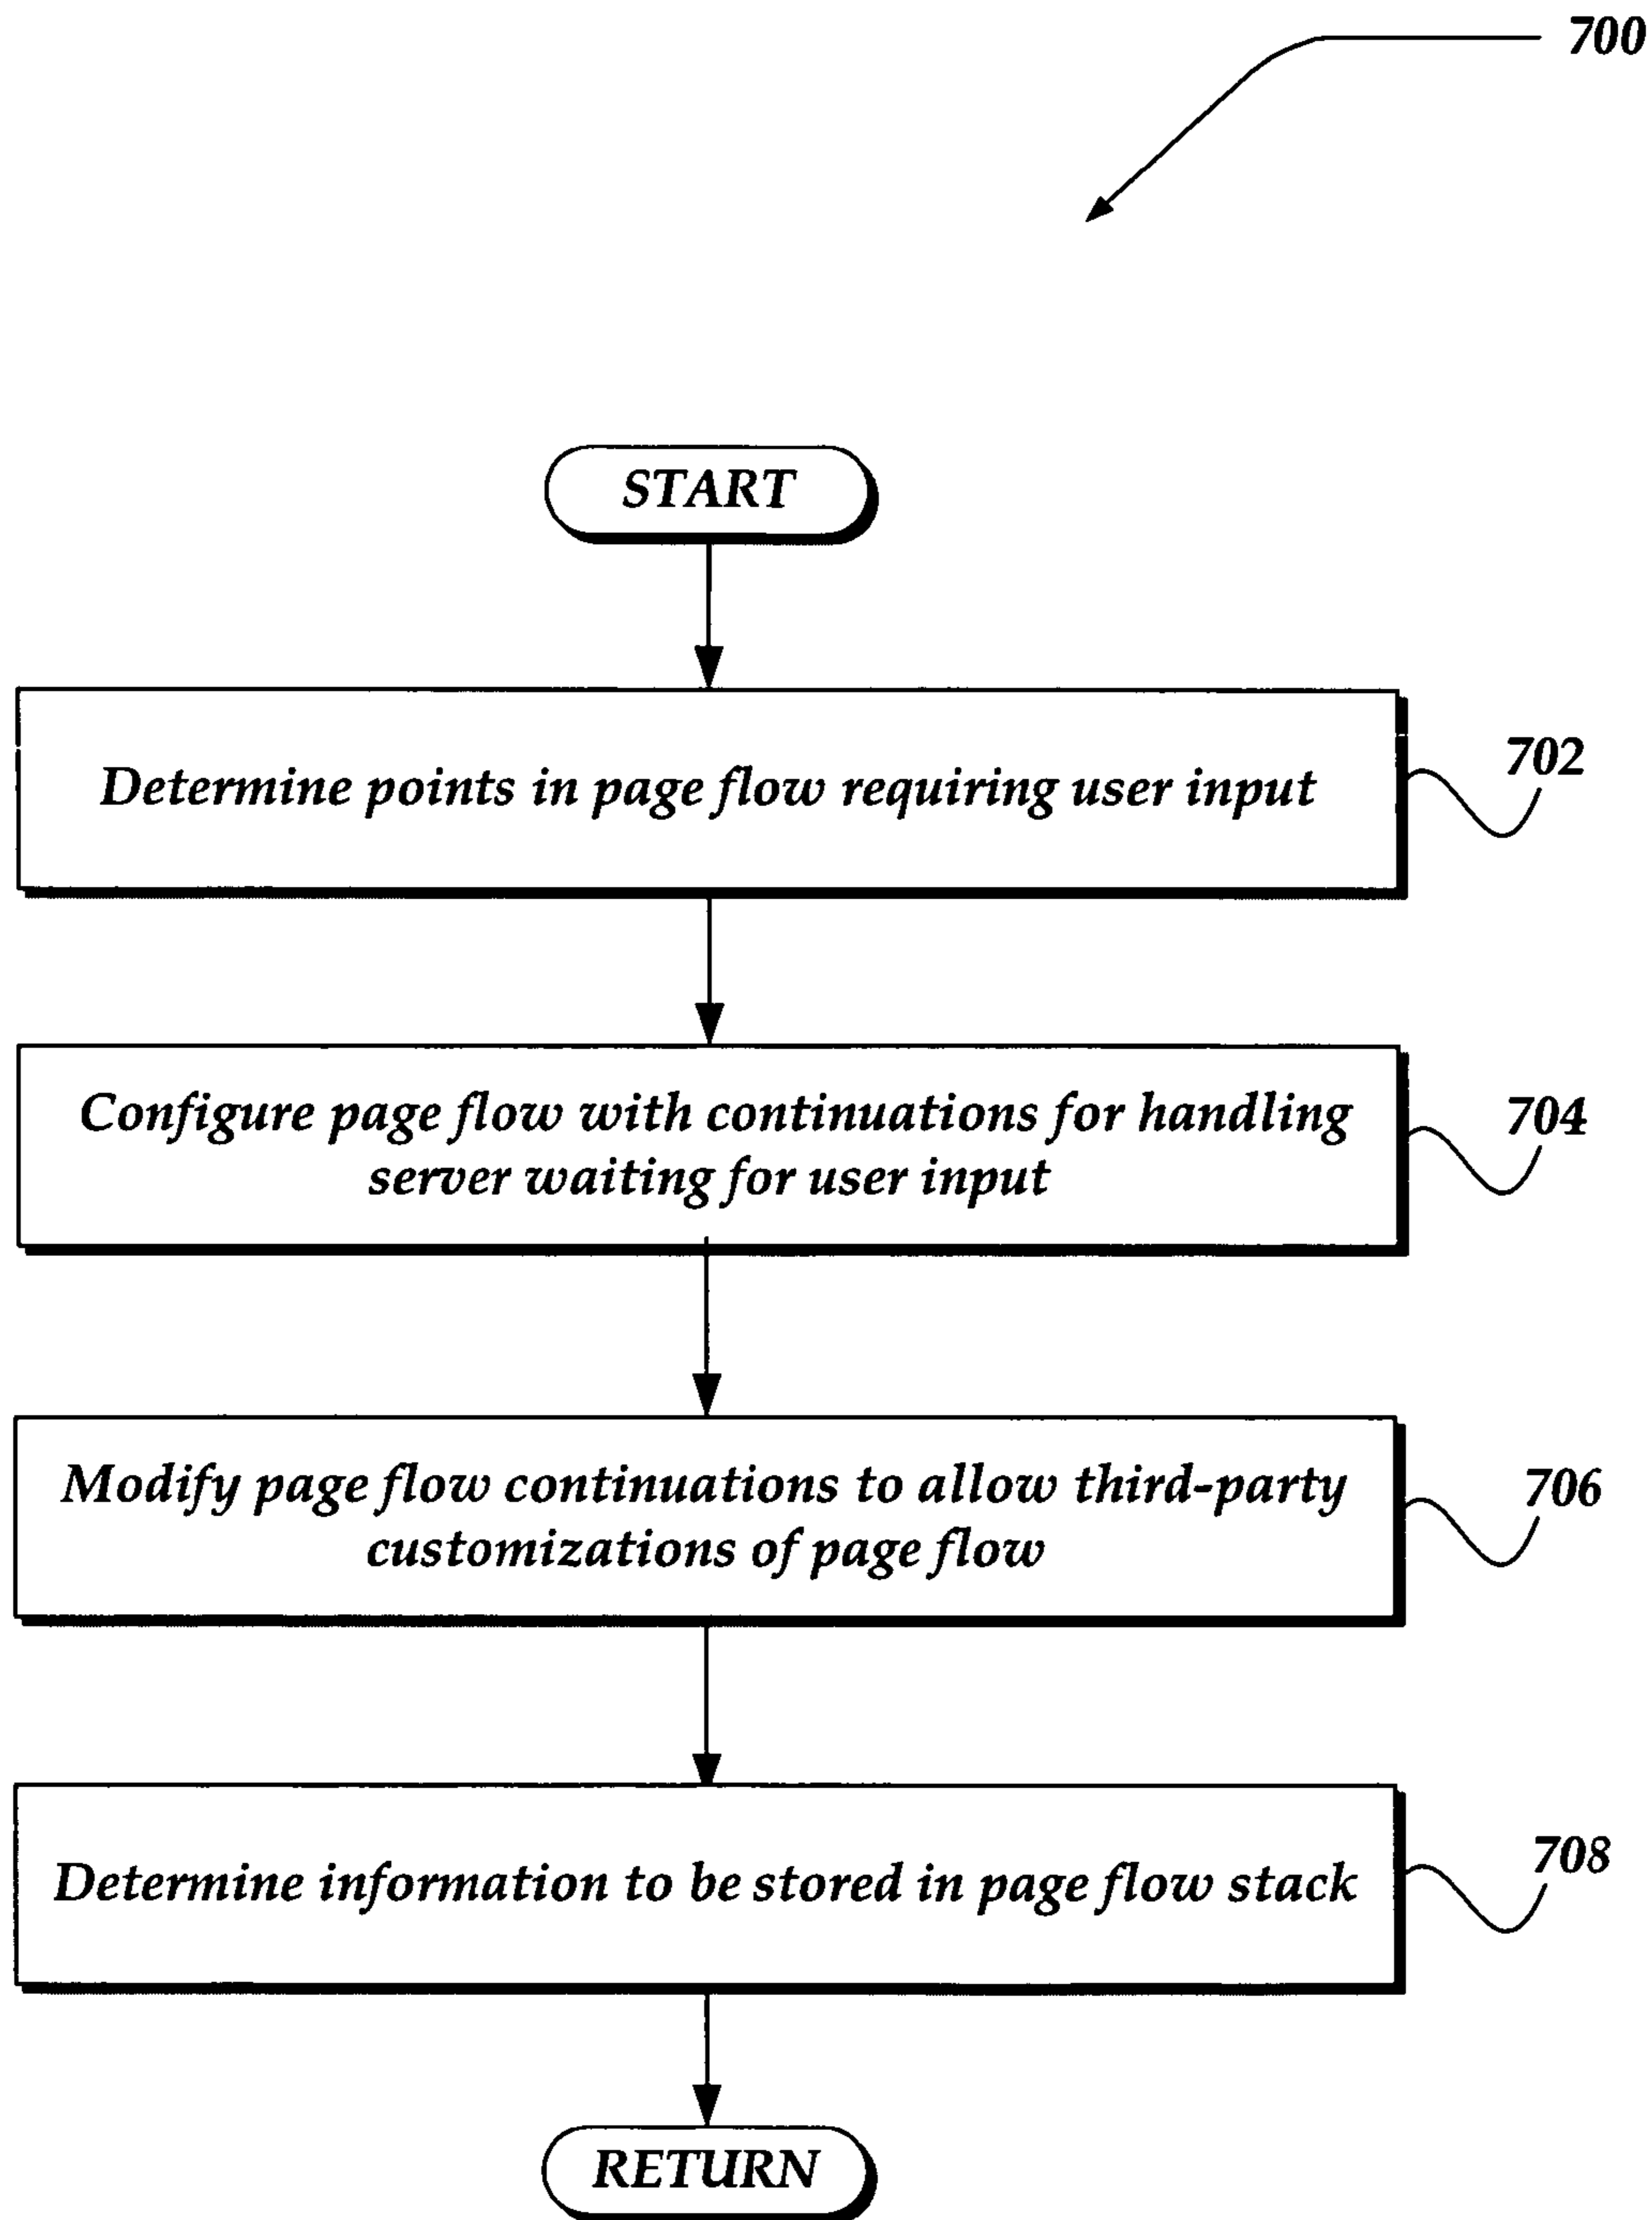 700
START
Determine points in page flow requiring user input
702
Configure page flow with continuations for handling
server waiting for user input
704
Modify page flow continuations to allow third-party
customizations of page flow
706
Determine information to be stored in page flow stack
708
RETURN